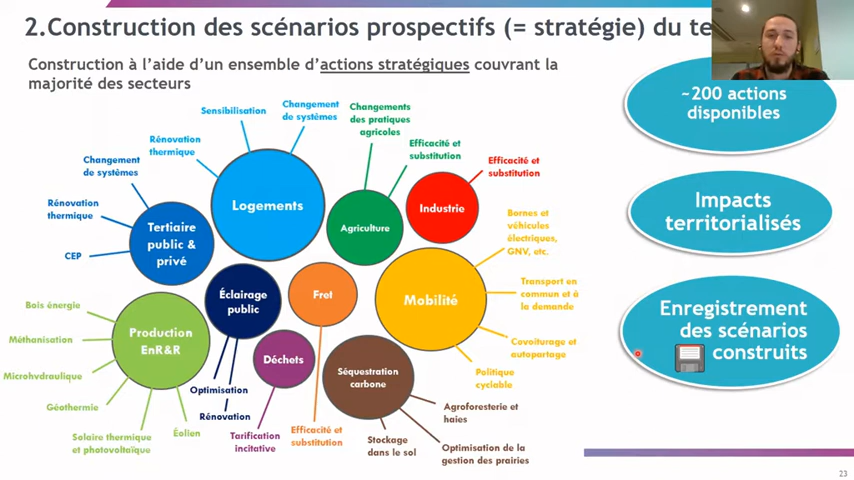 2.Construction des scénarios prospectifs (= stratégie) du te
Construction à l'aide d'un ensemble d'actions stratégiques couvrant la
majorité des secteurs
~200 actions
disponibles
Impacts
territorialisés
Enregistrement
des scénarios
construits
Sensibilisation
Changement
de systèmes
Rénovation
thermique
Logements
Changements
des pratiques
agricoles
Efficacité et
substitution
Agriculture
Efficacité et
substitution
Industrie
Changement
de systèmes
Rénovation
thermique
CEP
Tertiaire
public &
privé
Bornes et
véhicules
électriques,
GNV, etc.
Transport en
commun et à
la demande
Covoiturage et
autopartage
Politique
cyclable
Mobilité
Éclairage
public
Optimisation
Rénovation
Fret
Efficacité et
substitution
Bois énergie
Méthanisation
Microhydraulique
Géothermie
Solaire thermique
et photovoltaïque
Éolien
Production
EnR&R
Déchets
Tarification
incitative
Séquestration
carbone
Agroforesterie et
haies
Stockage
dans le sol
Optimisation de la
gestion des prairies
23